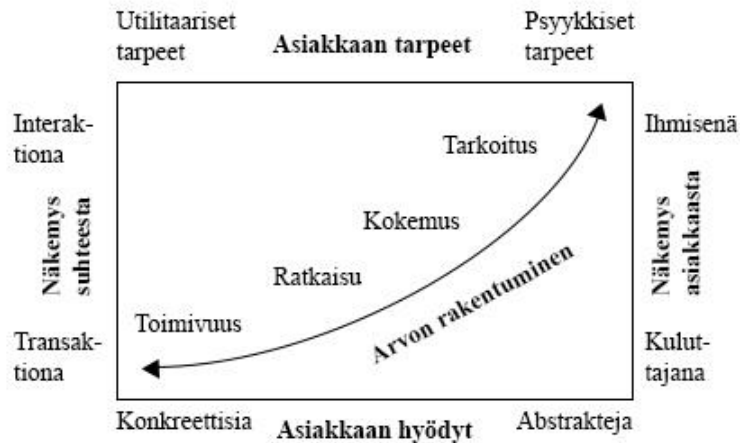 Utilitaariset
tarpeet
Asiakkaan tarpeet
Psyykkiset
tarpeet
Interak-
tiona
Näkemys
suhteesta
Transak-
tiona
Tarkoitus
Kokemus
Ratkaisu
Toimivuus
Arvon rakentuminen
Ihmisenä
Näkemys
asiakkaasta
Kulut-
tajana
Konkreettisia
Asiakkaan hyödyt
Abstrakteja